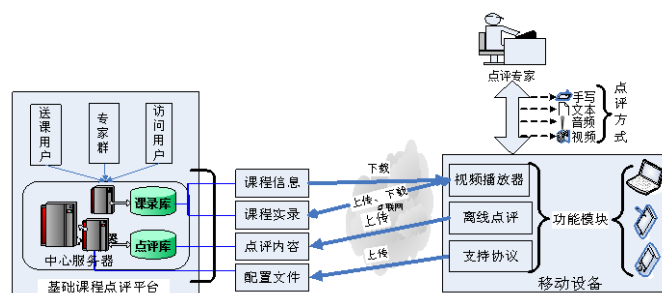 点评专家
手写
文本
音频
视频
点评方式
送课用户
专家群
访问用户
课录库
点评库
中心服务器
基础课程点评平台
课程信息
课程实录
点评内容
配置文件
下载
上传、下载
联网
上传
上传
视频播放器
离线点评
支持协议
功能模块
移动设备